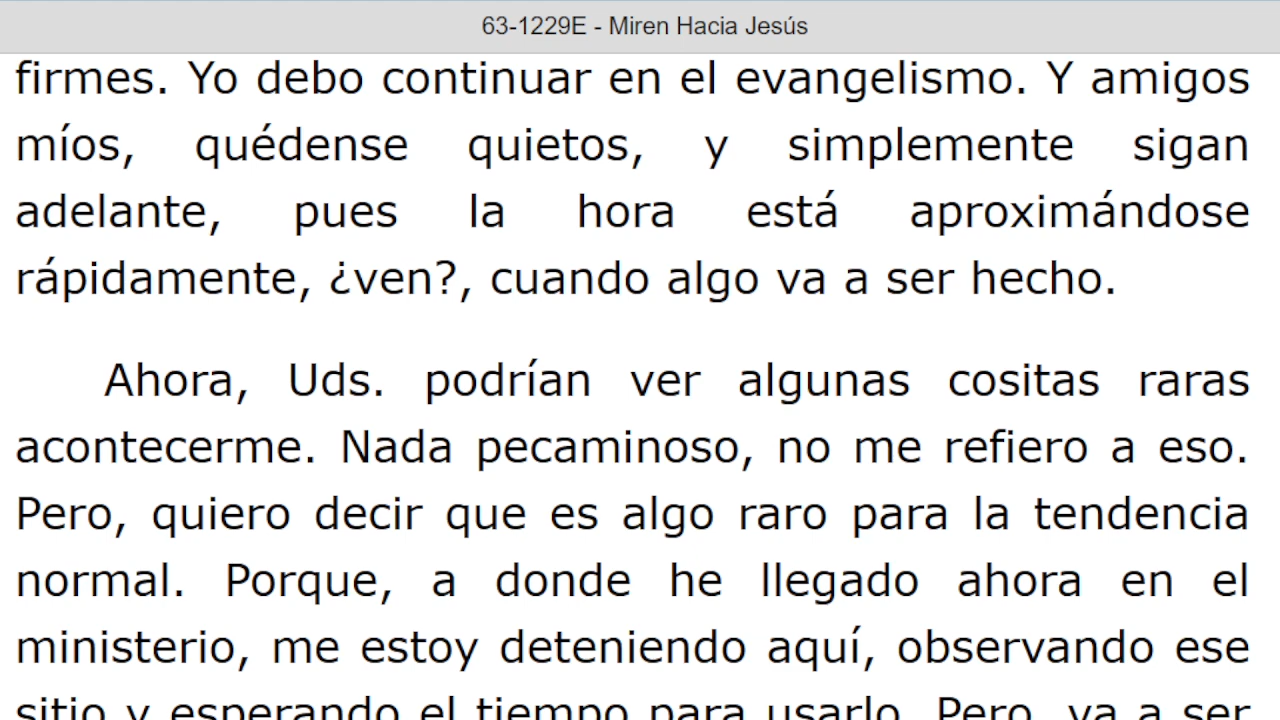 63-1229E - Miren Hacia Jesús
firmes. Yo debo continuar en el evangelismo. Y amigos
míos, quédense quietos, y simplemente sigan
adelante, pues la hora está aproximándose
rápidamente, ¿ven?, cuando algo va a ser hecho.
Ahora, Uds. podrían ver algunas cositas raras
acontecerme. Nada pecaminoso, no me refiero a eso.
Pero, quiero decir que es algo raro para la tendencia
normal. Porque, a donde he llegado ahora en el
ministerio, me estoy deteniendo aquí, observando ese
sitio y esperando el tiempo para usarlo. Pero, va a ser